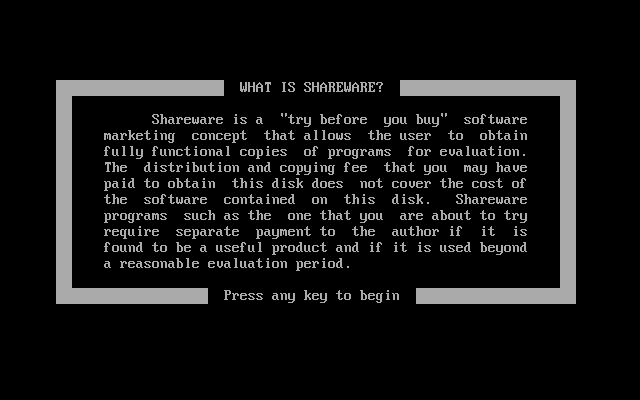 WHAT IS SHAREWARE?
Shareware is a "try before you buy" software
marketing concept that allows the user to obtain
fully functional copies of programs for evaluation.
The distribution and copying fee that you may have
paid to obtain this disk does not cover the cost of
the software contained on this disk. Shareware
programs such as the one that you are about to try
require separate payment to the author if it is
found to be a useful product and if it is used beyond
a reasonable evaluation period.
Press any key to begin